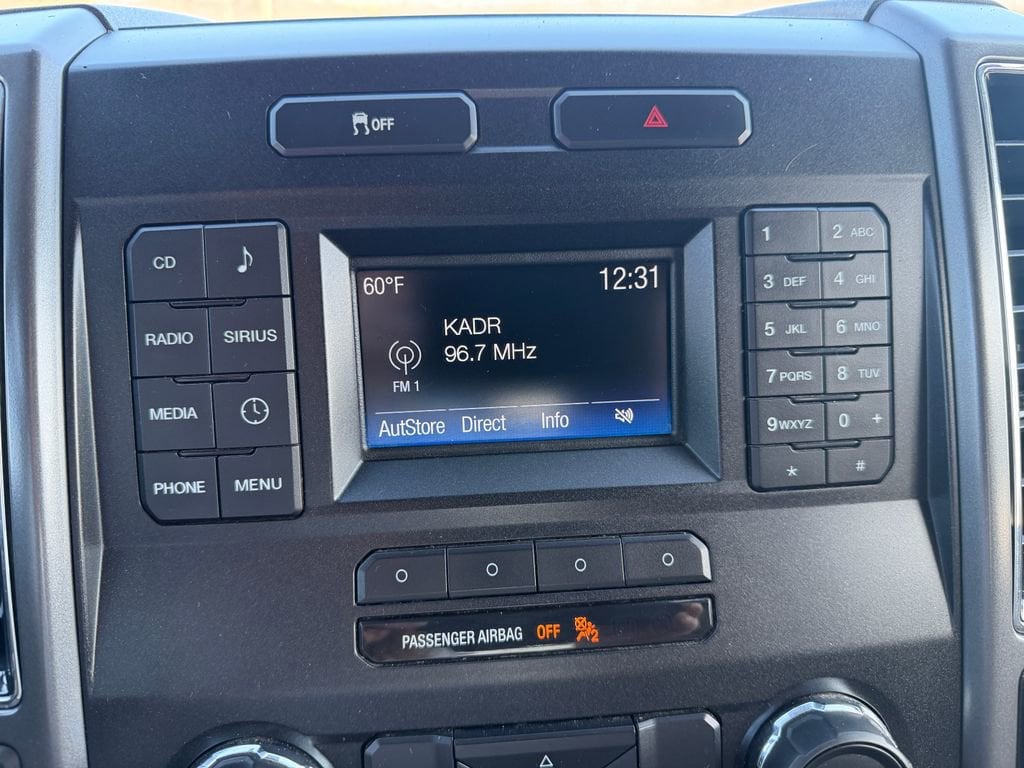 OFF
60°F 12:31
KADR
96.7 MHz
FM 1
AutStore Direct Info
CD
RADIO SIRIUS
MEDIA
PHONE MENU
1 2 ABC
3 DEF 4 GHI
5 JKL 6 MNO
7 PQRS 8 TUV
9 WXYZ 0 +
* #
PASSENGER AIRBAG OFF 2